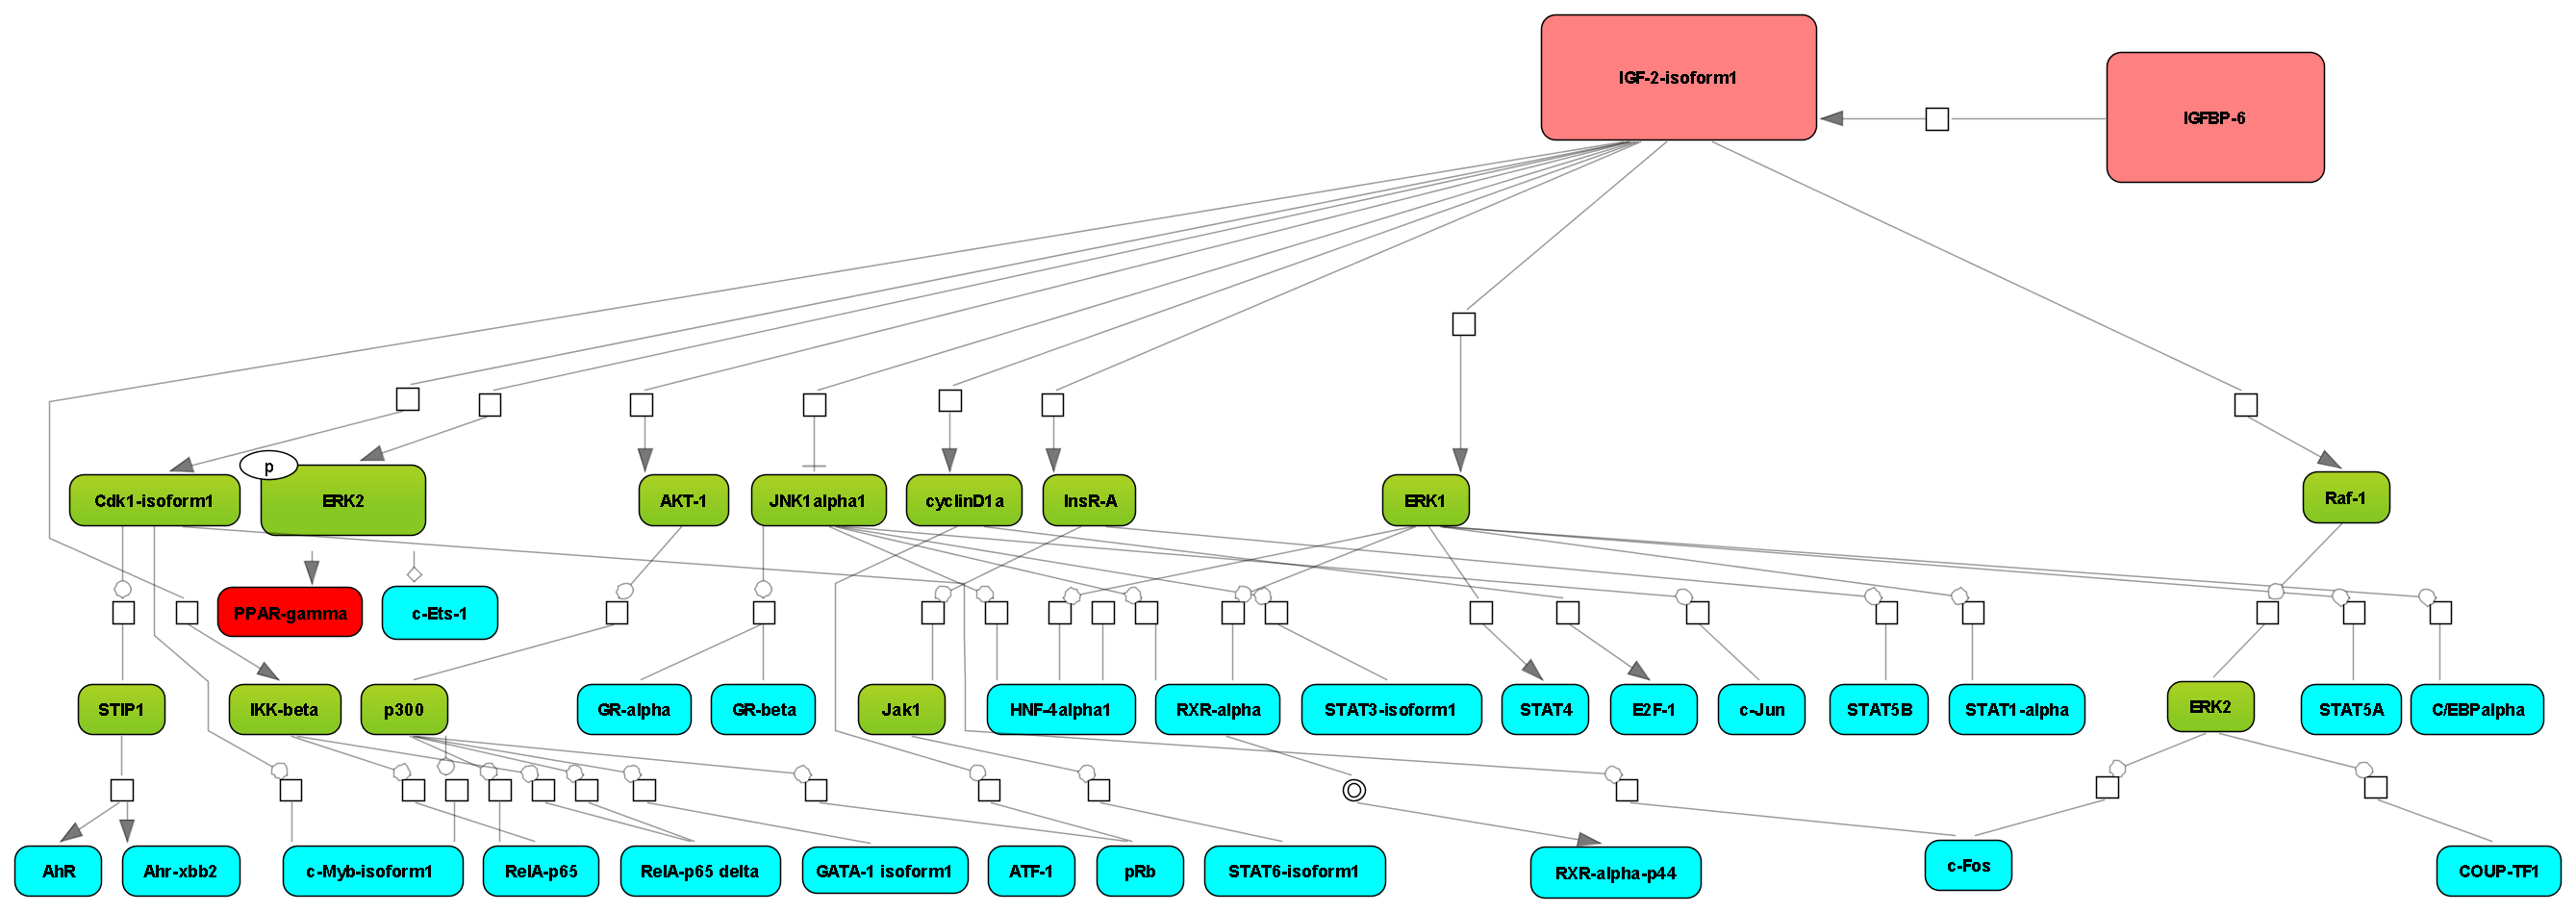 IGF-2-isoform1
IGFBP-6
p
Cdk1-isoform1
ERK2
AKT-1
JNK1alpha1
cyclinD1a
InsR-A
ERK1
Raf-1
PPAR-gamma
c-Ets-1
STIP1
IKK-beta
p300
GR-alpha
GR-beta
Jak1
HNF-4alpha1
RXR-alpha
STAT3-isoform1
STAT4
E2F-1
c-Jun
STAT5B
STAT1-alpha
ERK2
STAT5A
C/EBPalpha
AhR
Ahr-xbb2
c-Myb-isoform1
RelA-p65
RelA-p65 delta
GATA-1 isoform1
ATF-1
pRb
STAT6-isoform1
RXR-alpha-p44
c-Fos
COUP-TF1